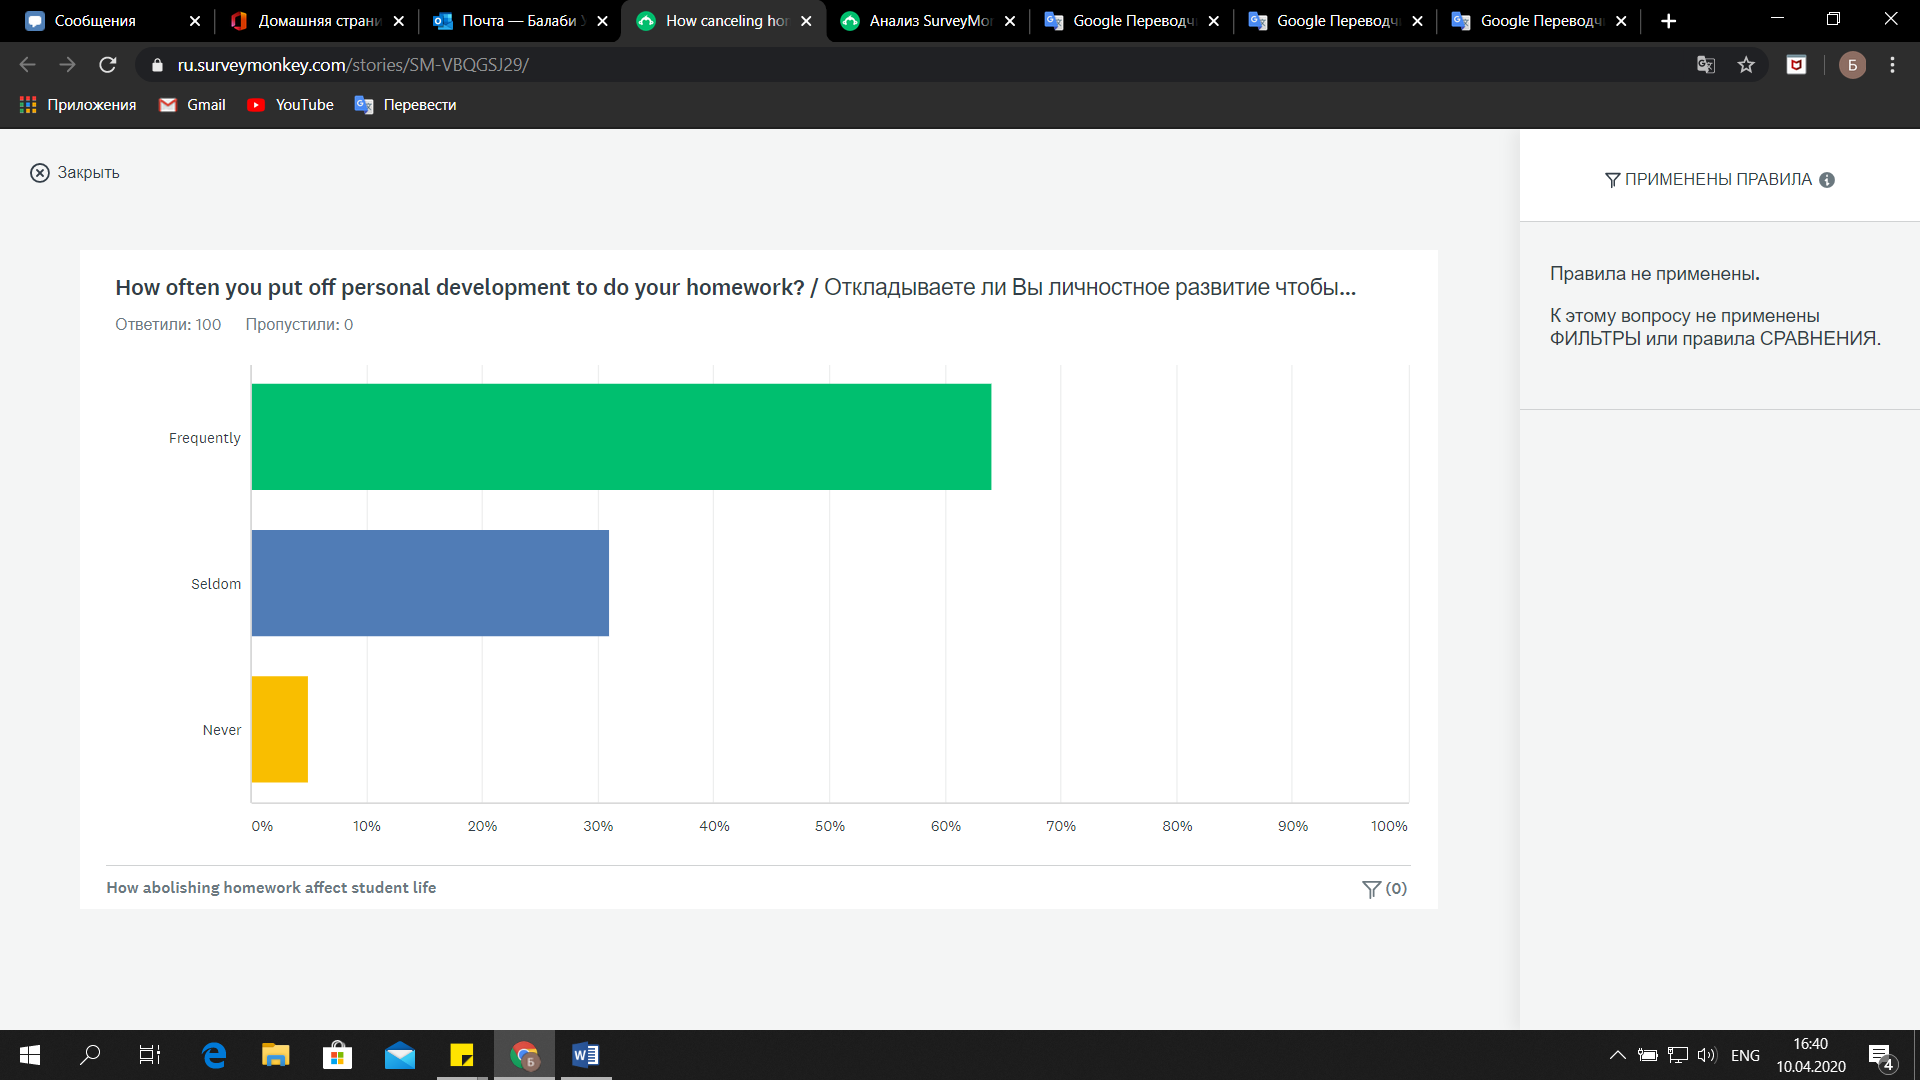 Сообщения
Домашняя страни
Почта — Балаби
How canceling ho
Анализ SurveyMo
Google Переводч
Google Переводч
Google Переводч
ru.surveymonkey.com/stories/SM-VBQGSJ29/
Б
Приложения
Gmail
YouTube
Перевести
Закрыть
ПРИМЕНЕНЫ ПРАВИЛА
Правила не применены.
К этому вопросу не применены
ФИЛЬТРЫ или правила СРАВНЕНИЯ.
How often you put off personal development to do your homework? / Откладываете ли Вы личностное развитие чтобы...
Ответили: 100 Пропустили: 0
Frequently
Seldom
Never
0% 10% 20% 30% 40% 50% 60% 70% 80% 90% 100%
How abolishing homework affect student life
(0)
ENG
16:40
10.04.2020
4